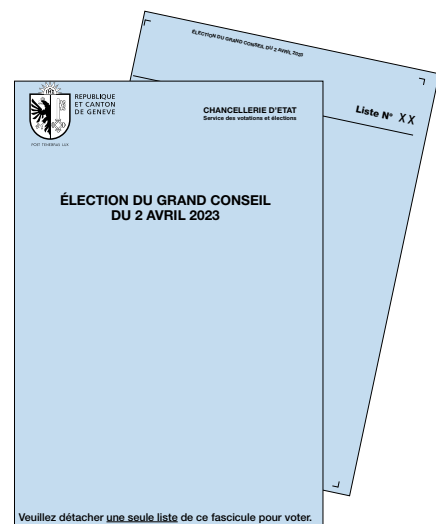 ÉLECTION DU GRAND CONSEIL DU 2 AVRIL 2023
Liste N° X X
REPUBLIQUE
ET CANTON
DE GENEVE
POST TENEBRAS LUX
CHANCELLERIE D'ETAT
Service des votations et élections
ÉLECTION DU GRAND CONSEIL
DU 2 AVRIL 2023
Veuillez détacher une seule liste de ce fascicule pour voter.